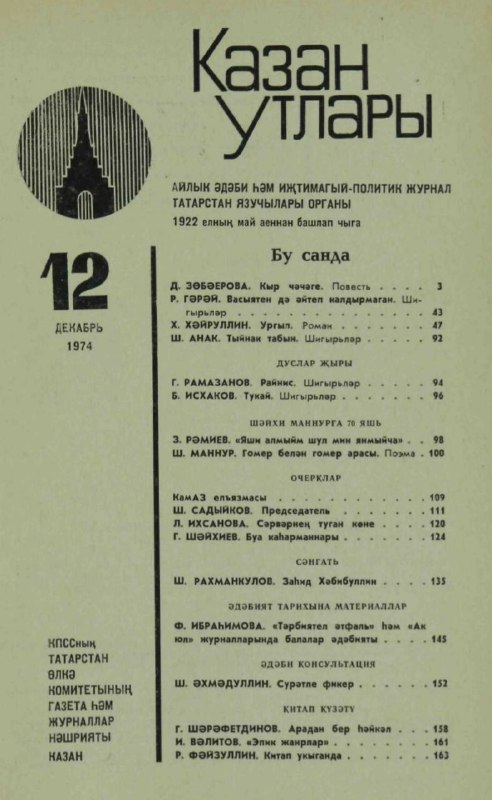 Казан
утлары
АЙЛЫК ӘДӘБИ ҺӘМ ИҖТИМАГЫЙ-ПОЛИТИК ЖУРНАЛ
ТАТАРСТАН ЯЗУЧЫЛАРЫ ОРГАНЫ
1922 елның май аеннан башлап чыга
12
ДЕКАБРЬ
1974
Бу санда
Д. ЗӨБӘЕРОВА. Кыр чәчәге. Повесть . . . . 3
Р. ГӘРӘЙ. Васыятен дә әйтеп калдырмаган. Ши-
гырьләр . . . . . . . . . . . 43
Х. ХӘЙРУЛЛИН. Ургыл. Роман . . . . . 47
Ш. АНАК. Тыйнак табын. Шигырьләр . . . . 92
ДУСЛАР ҖЫРЫ
Г. РАМАЗАНОВ. Райнис. Шигырьләр . . . . . 94
Б. ИСХАКОВ. Тукай. Шигырьләр . . . . . . 96
ШӘЙХИ МАННУРГА 70 ЯШЬ
З. РӘМИЕВ. «Яши алмыйм шул мин янмыйча» . . 98
Ш. МАННУР. Гомер белән гомер арасы. Поэма . 100
ОЧЕРКЛАР
КамАЗ елъязмасы . . . . . . . . . . 109
Ш. САДЫЙКОВ. Председатель . . . . . . 111
Л. ИХСАНОВА. Сәрвәрнең туган көне . . . . 120
Г. ШӘЙХИЕВ. Буа каһарманнары . . . . . 124
СӘНГАТЬ
Ш. РАХМАНКУЛОВ. Заһид Хәбибуллин . . . . 135
ӘДӘБИЯТ ТАРИХЫНА МАТЕРИАЛЛАР
Ф. ИБРАҺИМОВА. «Тәрбиятел әтфаль» һәм «Ак
юл» журналларында балалар әдәбияты . . . . 145
ӘДӘБИ КОНСУЛЬТАЦИЯ
Ш. ӘХМӘДУЛЛИН. Сурәтле фикер . . . . . 152
КИТАП КҮЗӘТҮ
Г. ШӘРӘФЕТДИНОВ. Арадан бер һәйкәл . . . 158
И. ВӘЛИТОВ. «Эпик жанрлар» . . . . . . . 161
Р. ФӘЙЗУЛЛИН. Китап укыганда . . . . . . 163
КПССның
ТАТАРСТАН
ӨЛКӘ
КОМИТЕТЫНЫҢ
ГАЗЕТА ҺӘМ
ЖУРНАЛЛАР
НӘШРИЯТЫ
КАЗАН